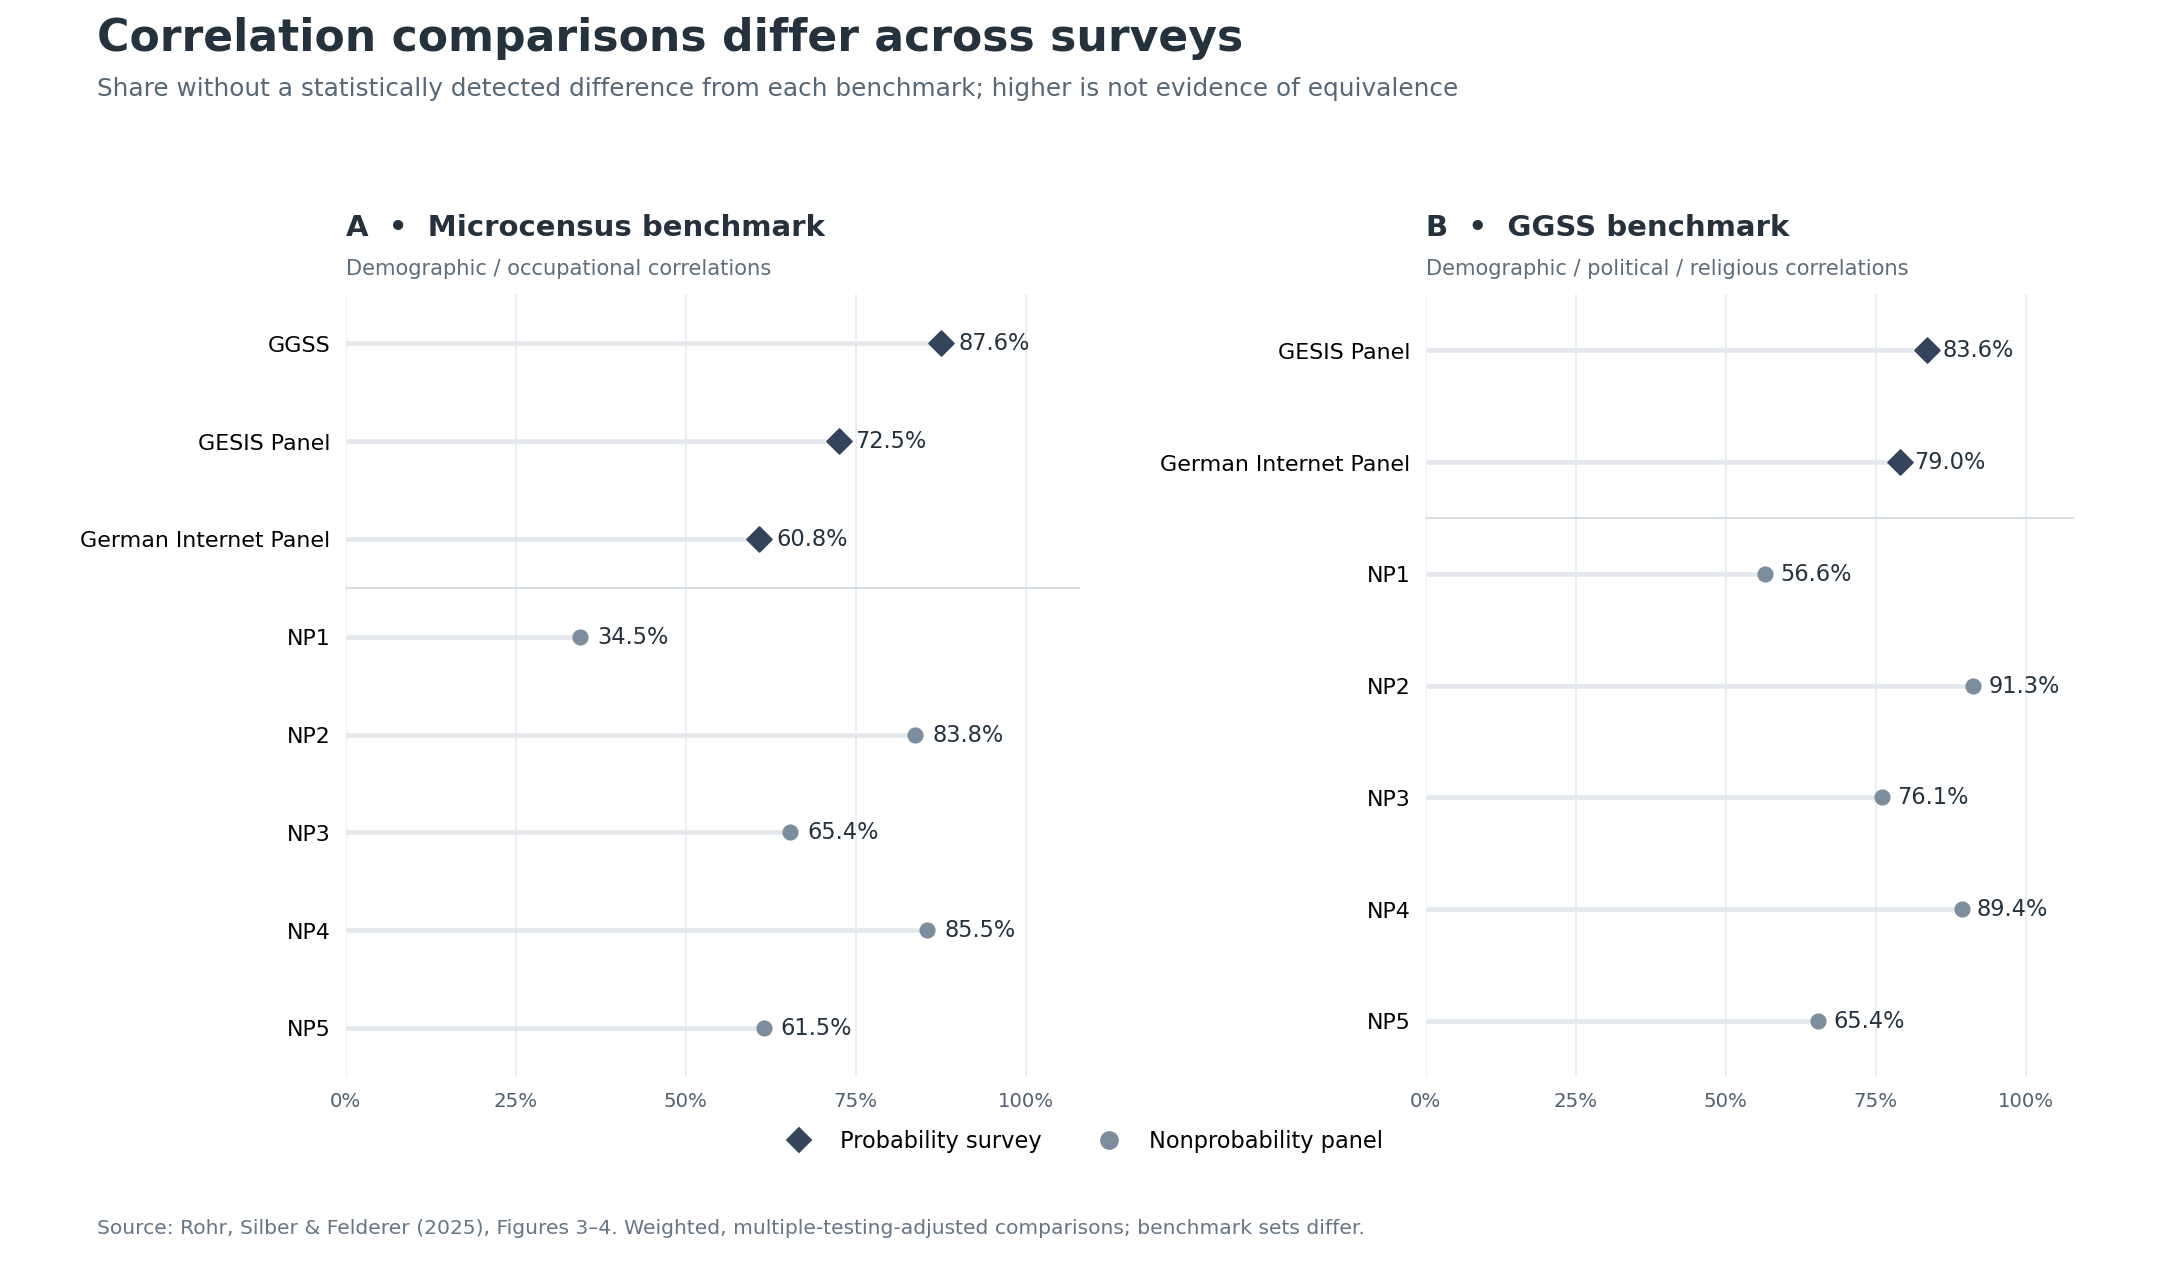 Correlation comparisons differ across surveys
Share without a statistically detected difference from each benchmark; higher is not evidence of equivalence
A • Microcensus benchmark
Demographic / occupational correlations
GGSS 87.6%
GESIS Panel 72.5%
German Internet Panel 60.8%
NP1 34.5%
NP2 83.8%
NP3 65.4%
NP4 85.5%
NP5 61.5%
0% 25% 50% 75% 100%
B • GGSS benchmark
Demographic / political / religious correlations
GESIS Panel 83.6%
German Internet Panel 79.0%
NP1 56.6%
NP2 91.3%
NP3 76.1%
NP4 89.4%
NP5 65.4%
0% 25% 50% 75% 100%
Probability survey Nonprobability panel
Source: Rohr, Silber & Felderer (2025), Figures 3–4. Weighted, multiple-testing-adjusted comparisons; benchmark sets differ.